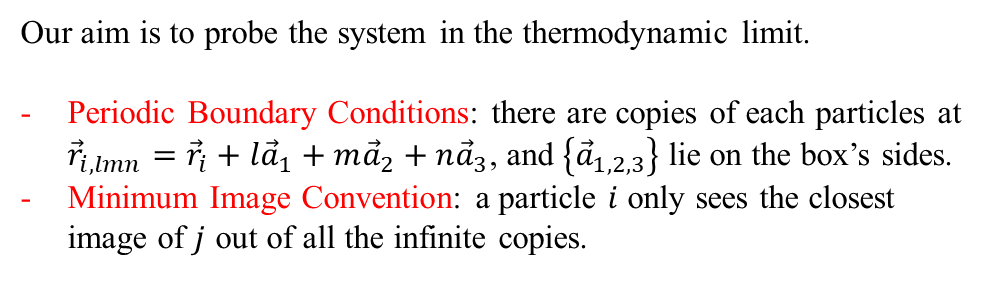 Our aim is to probe the system in the thermodynamic limit.
- Periodic Boundary Conditions: there are copies of each particles at
r⃗ᵢ,ₗₘₙ = r⃗ᵢ + la⃗₁ + ma⃗₂ + na⃗₃, and {a⃗₁,₂,₃} lie on the box’s sides.
- Minimum Image Convention: a particle i only sees the closest
image of j out of all the infinite copies.